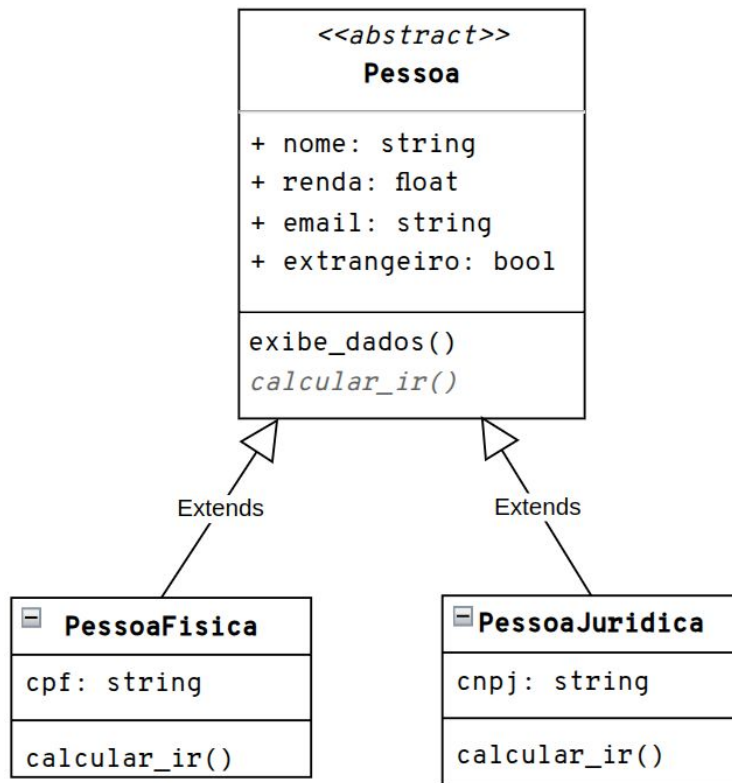 <<abstract>>
Pessoa
+ nome: string
+ renda: float
+ email: string
+ extrangeiro: bool
exibe_dados()
calcular_ir()
Extends
Extends
PessoaFisica
cpf: string
calcular_ir()
PessoaJuridica
cnpj: string
calcular_ir()